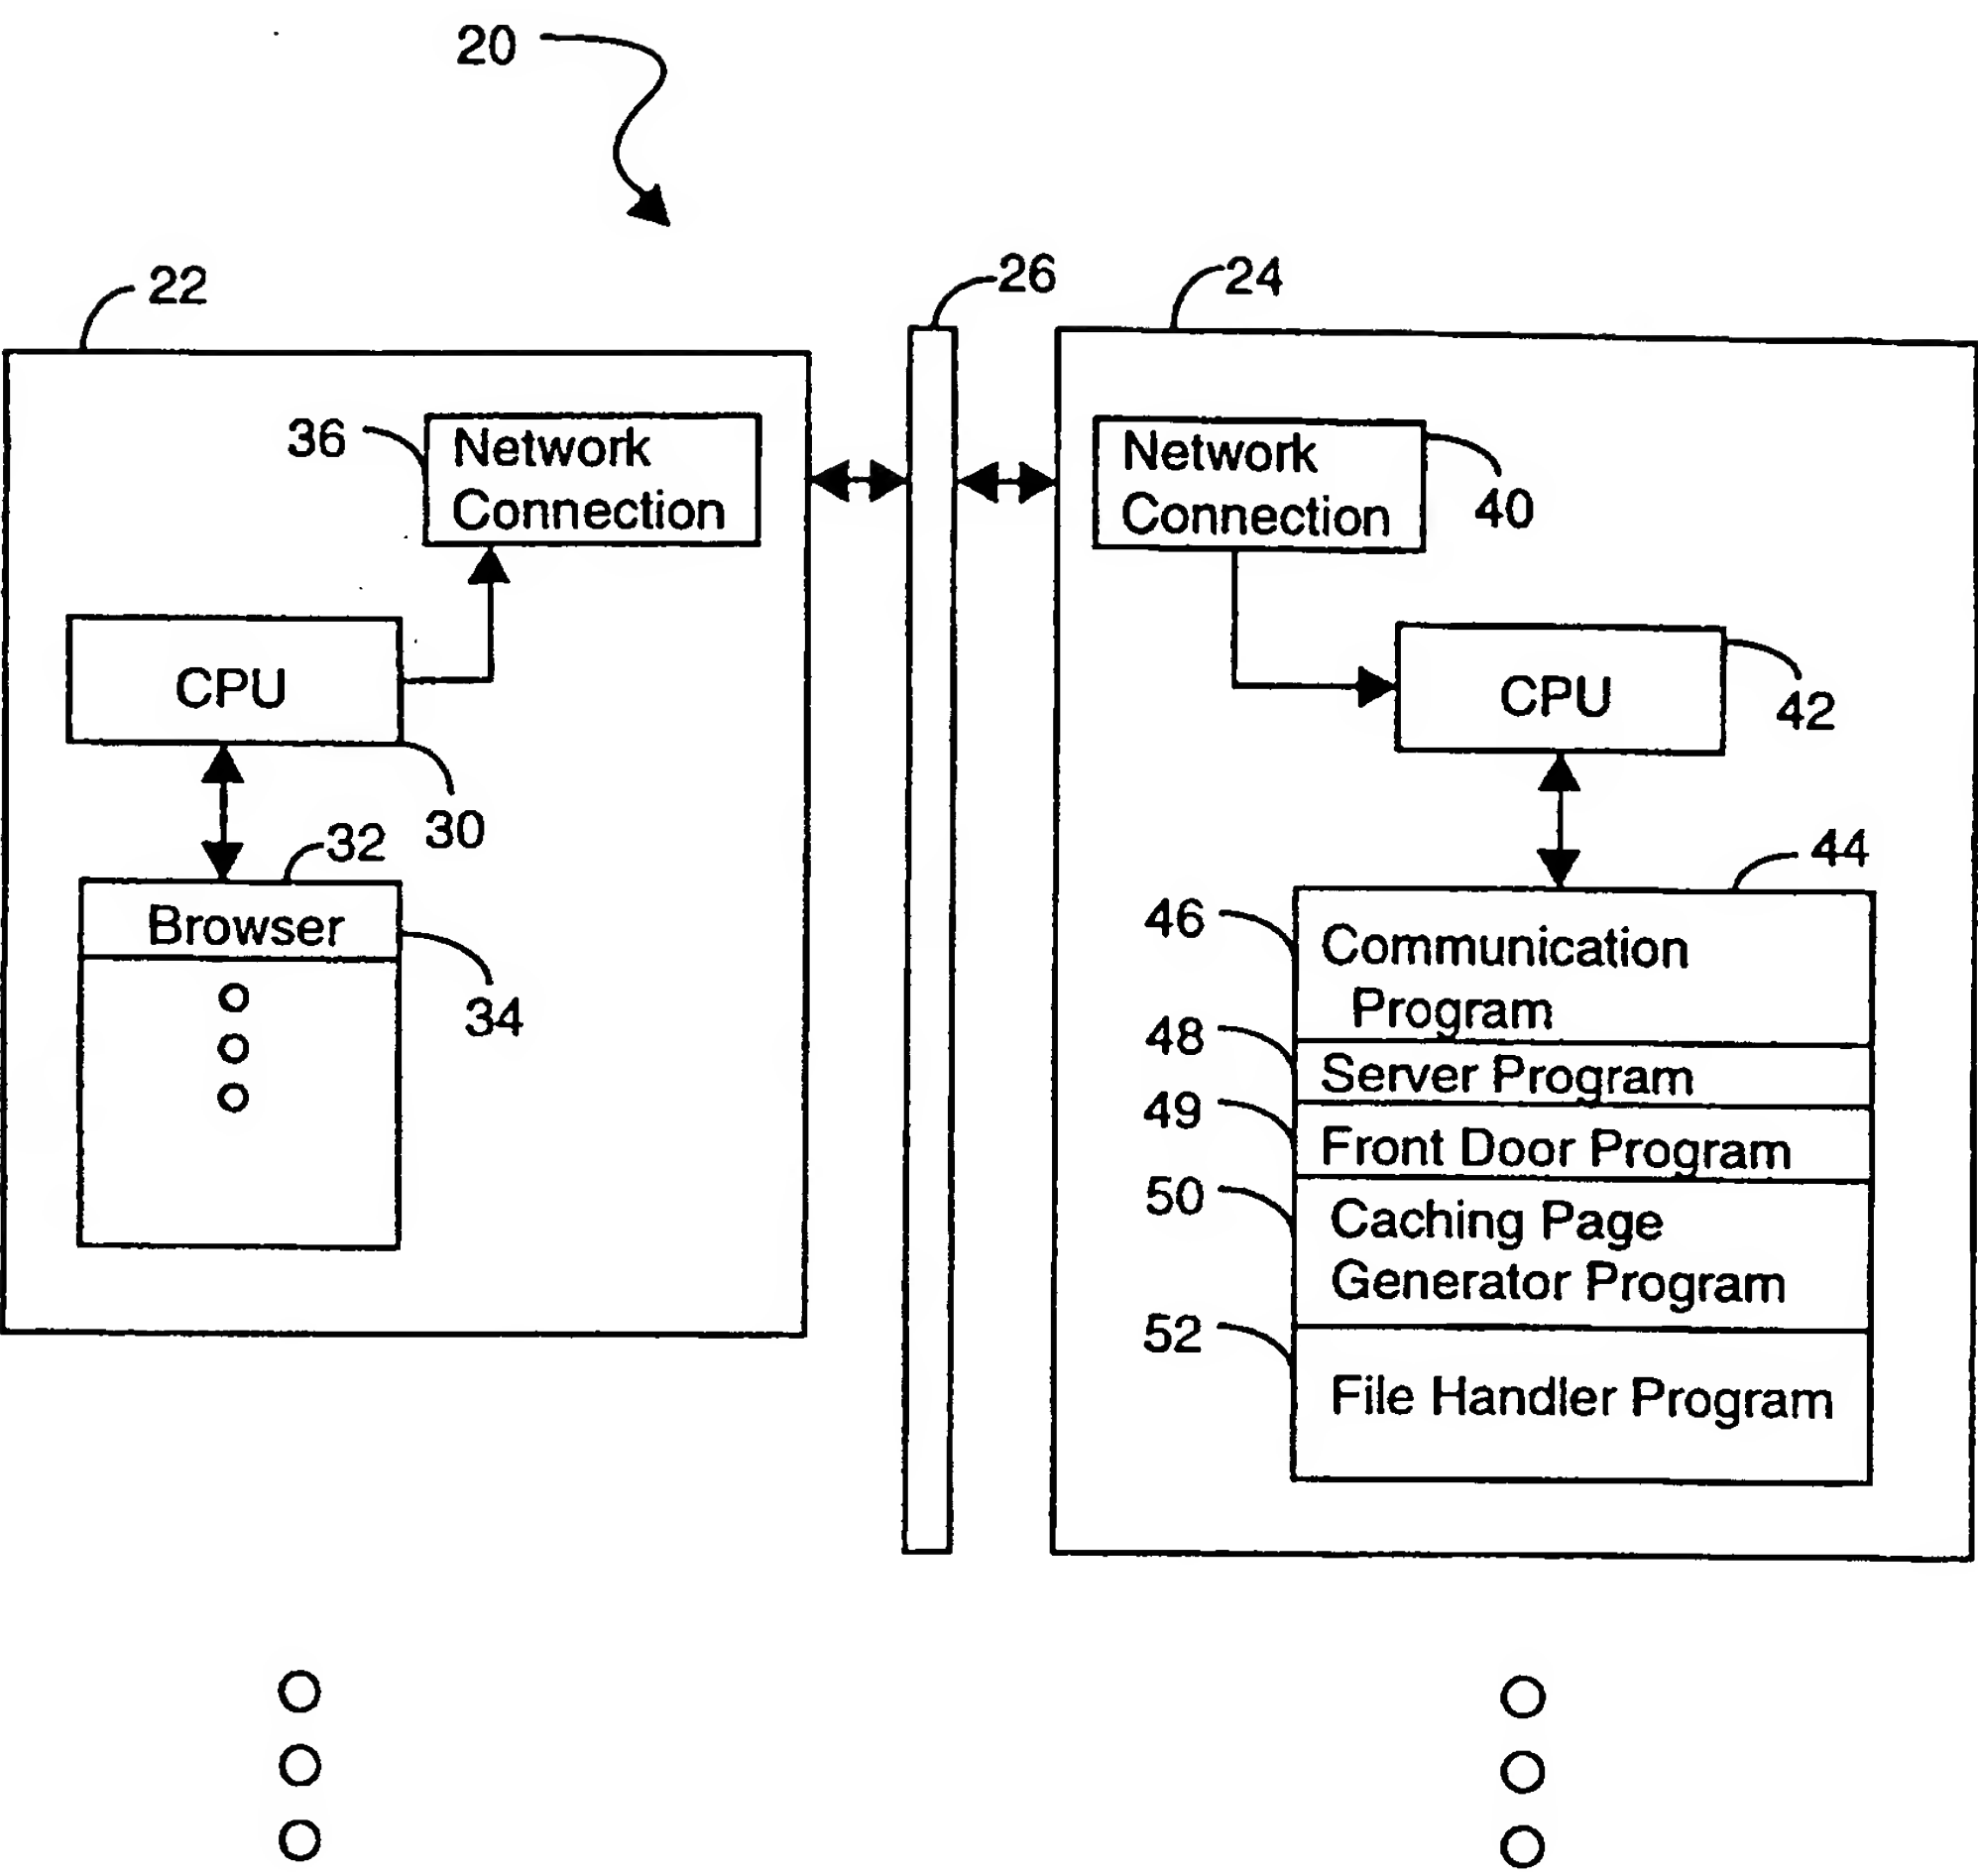 20
22
26
24
36
Network
Connection
Network
Connection
40
CPU
30
CPU
42
32
Browser
34
44
46
Communication
Program
48
Server Program
49
Front Door Program
50
Caching Page
Generator Program
52
File Handler Program